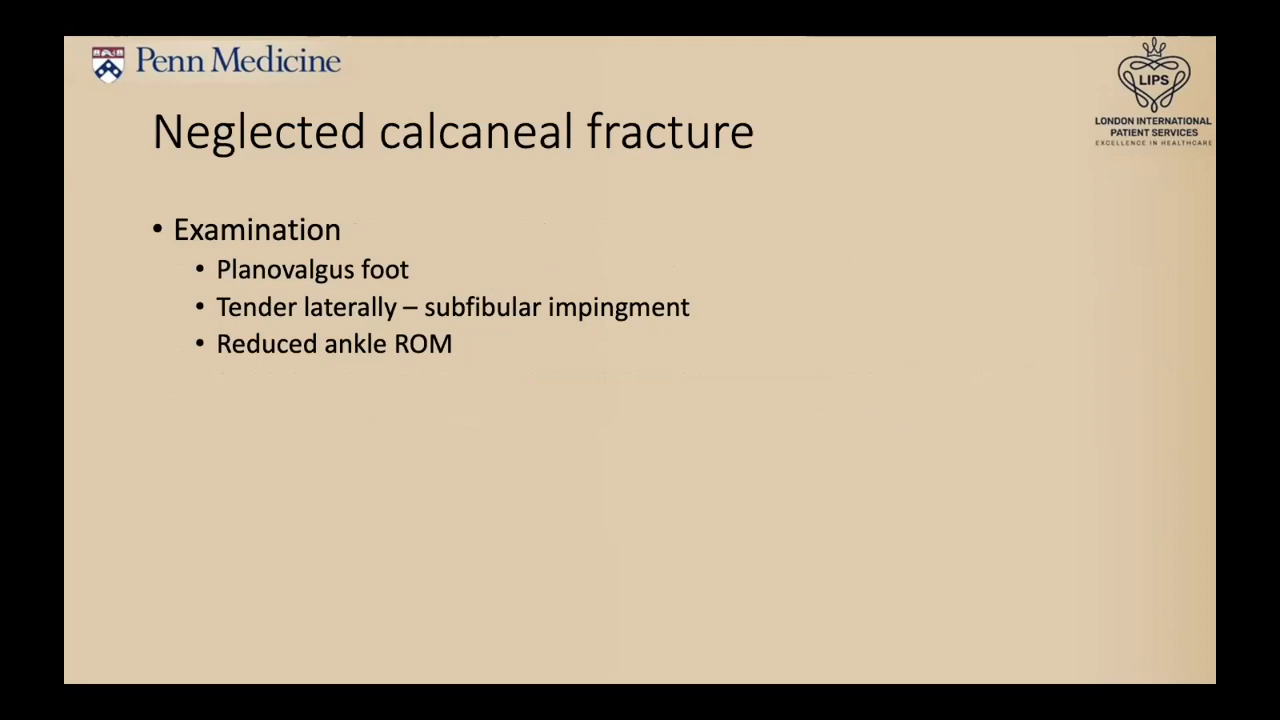 Penn Medicine
LIPS
LONDON INTERNATIONAL
PATIENT SERVICES
EXCELLENCE IN HEALTHCARE
Neglected calcaneal fracture
• Examination
• Planovalgus foot
• Tender laterally – subfibular impingment
• Reduced ankle ROM